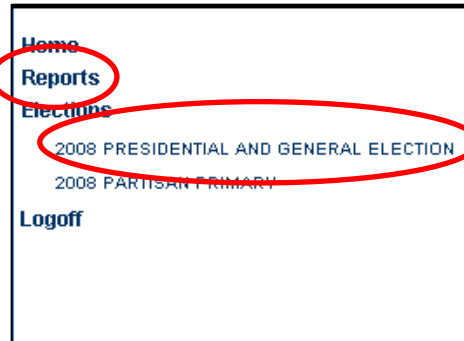 Home
Reports
Elections
2008 PRESIDENTIAL AND GENERAL ELECTION
2008 PARTISAN PRIMARY
Logoff